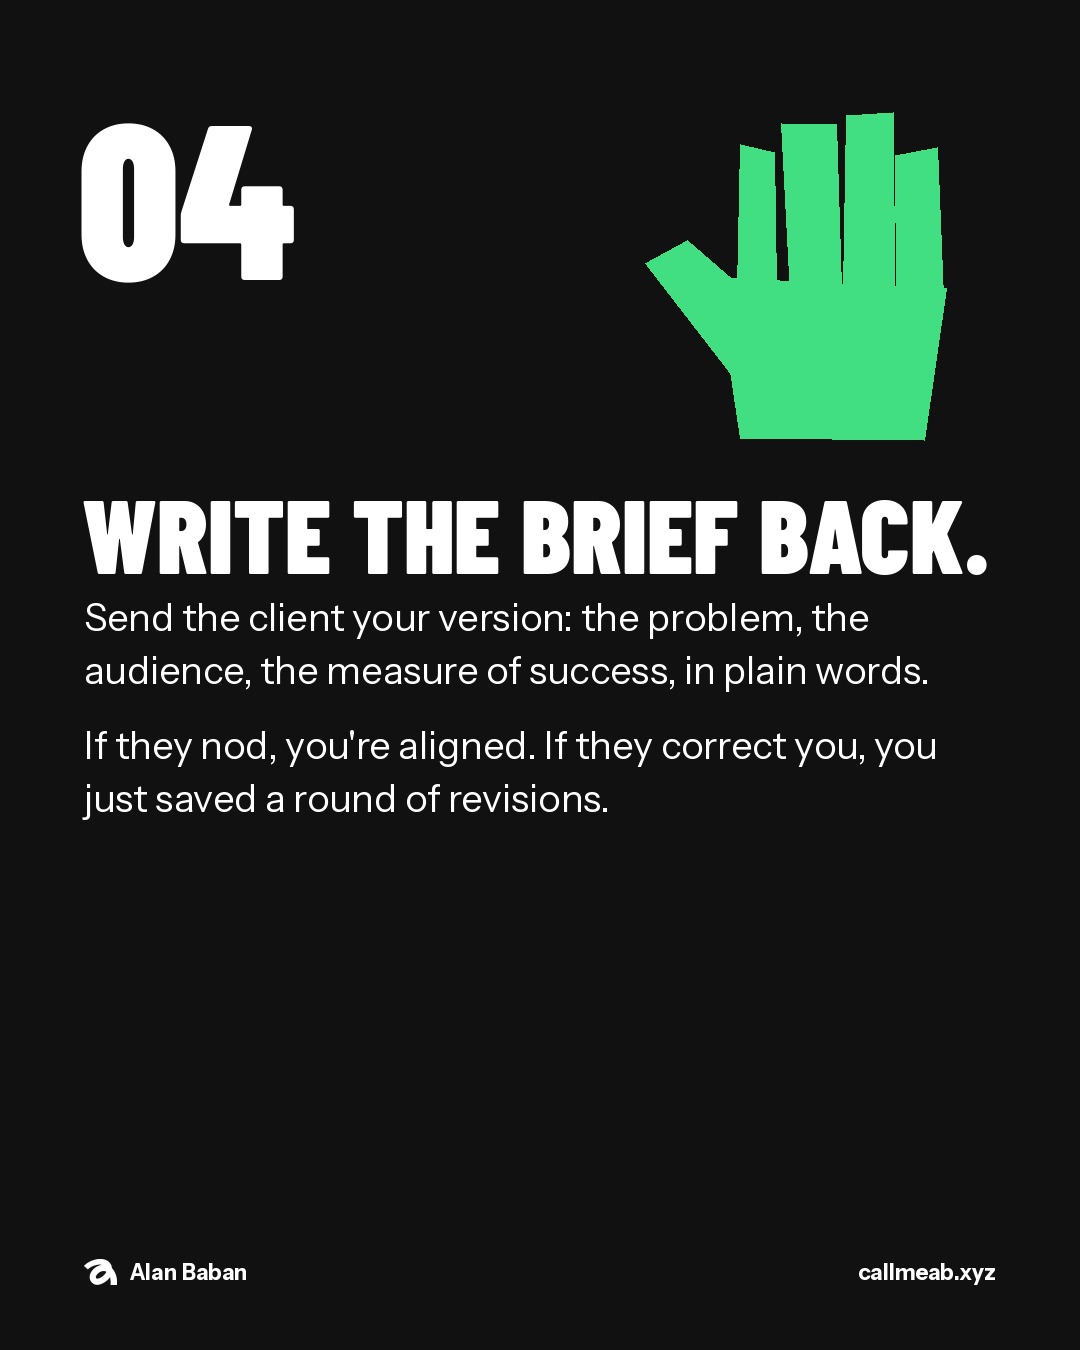 04
WRITE THE BRIEF BACK.
Send the client your version: the problem, the
audience, the measure of success, in plain words.
If they nod, you're aligned. If they correct you, you
just saved a round of revisions.
Alan Baban
callmeab.xyz